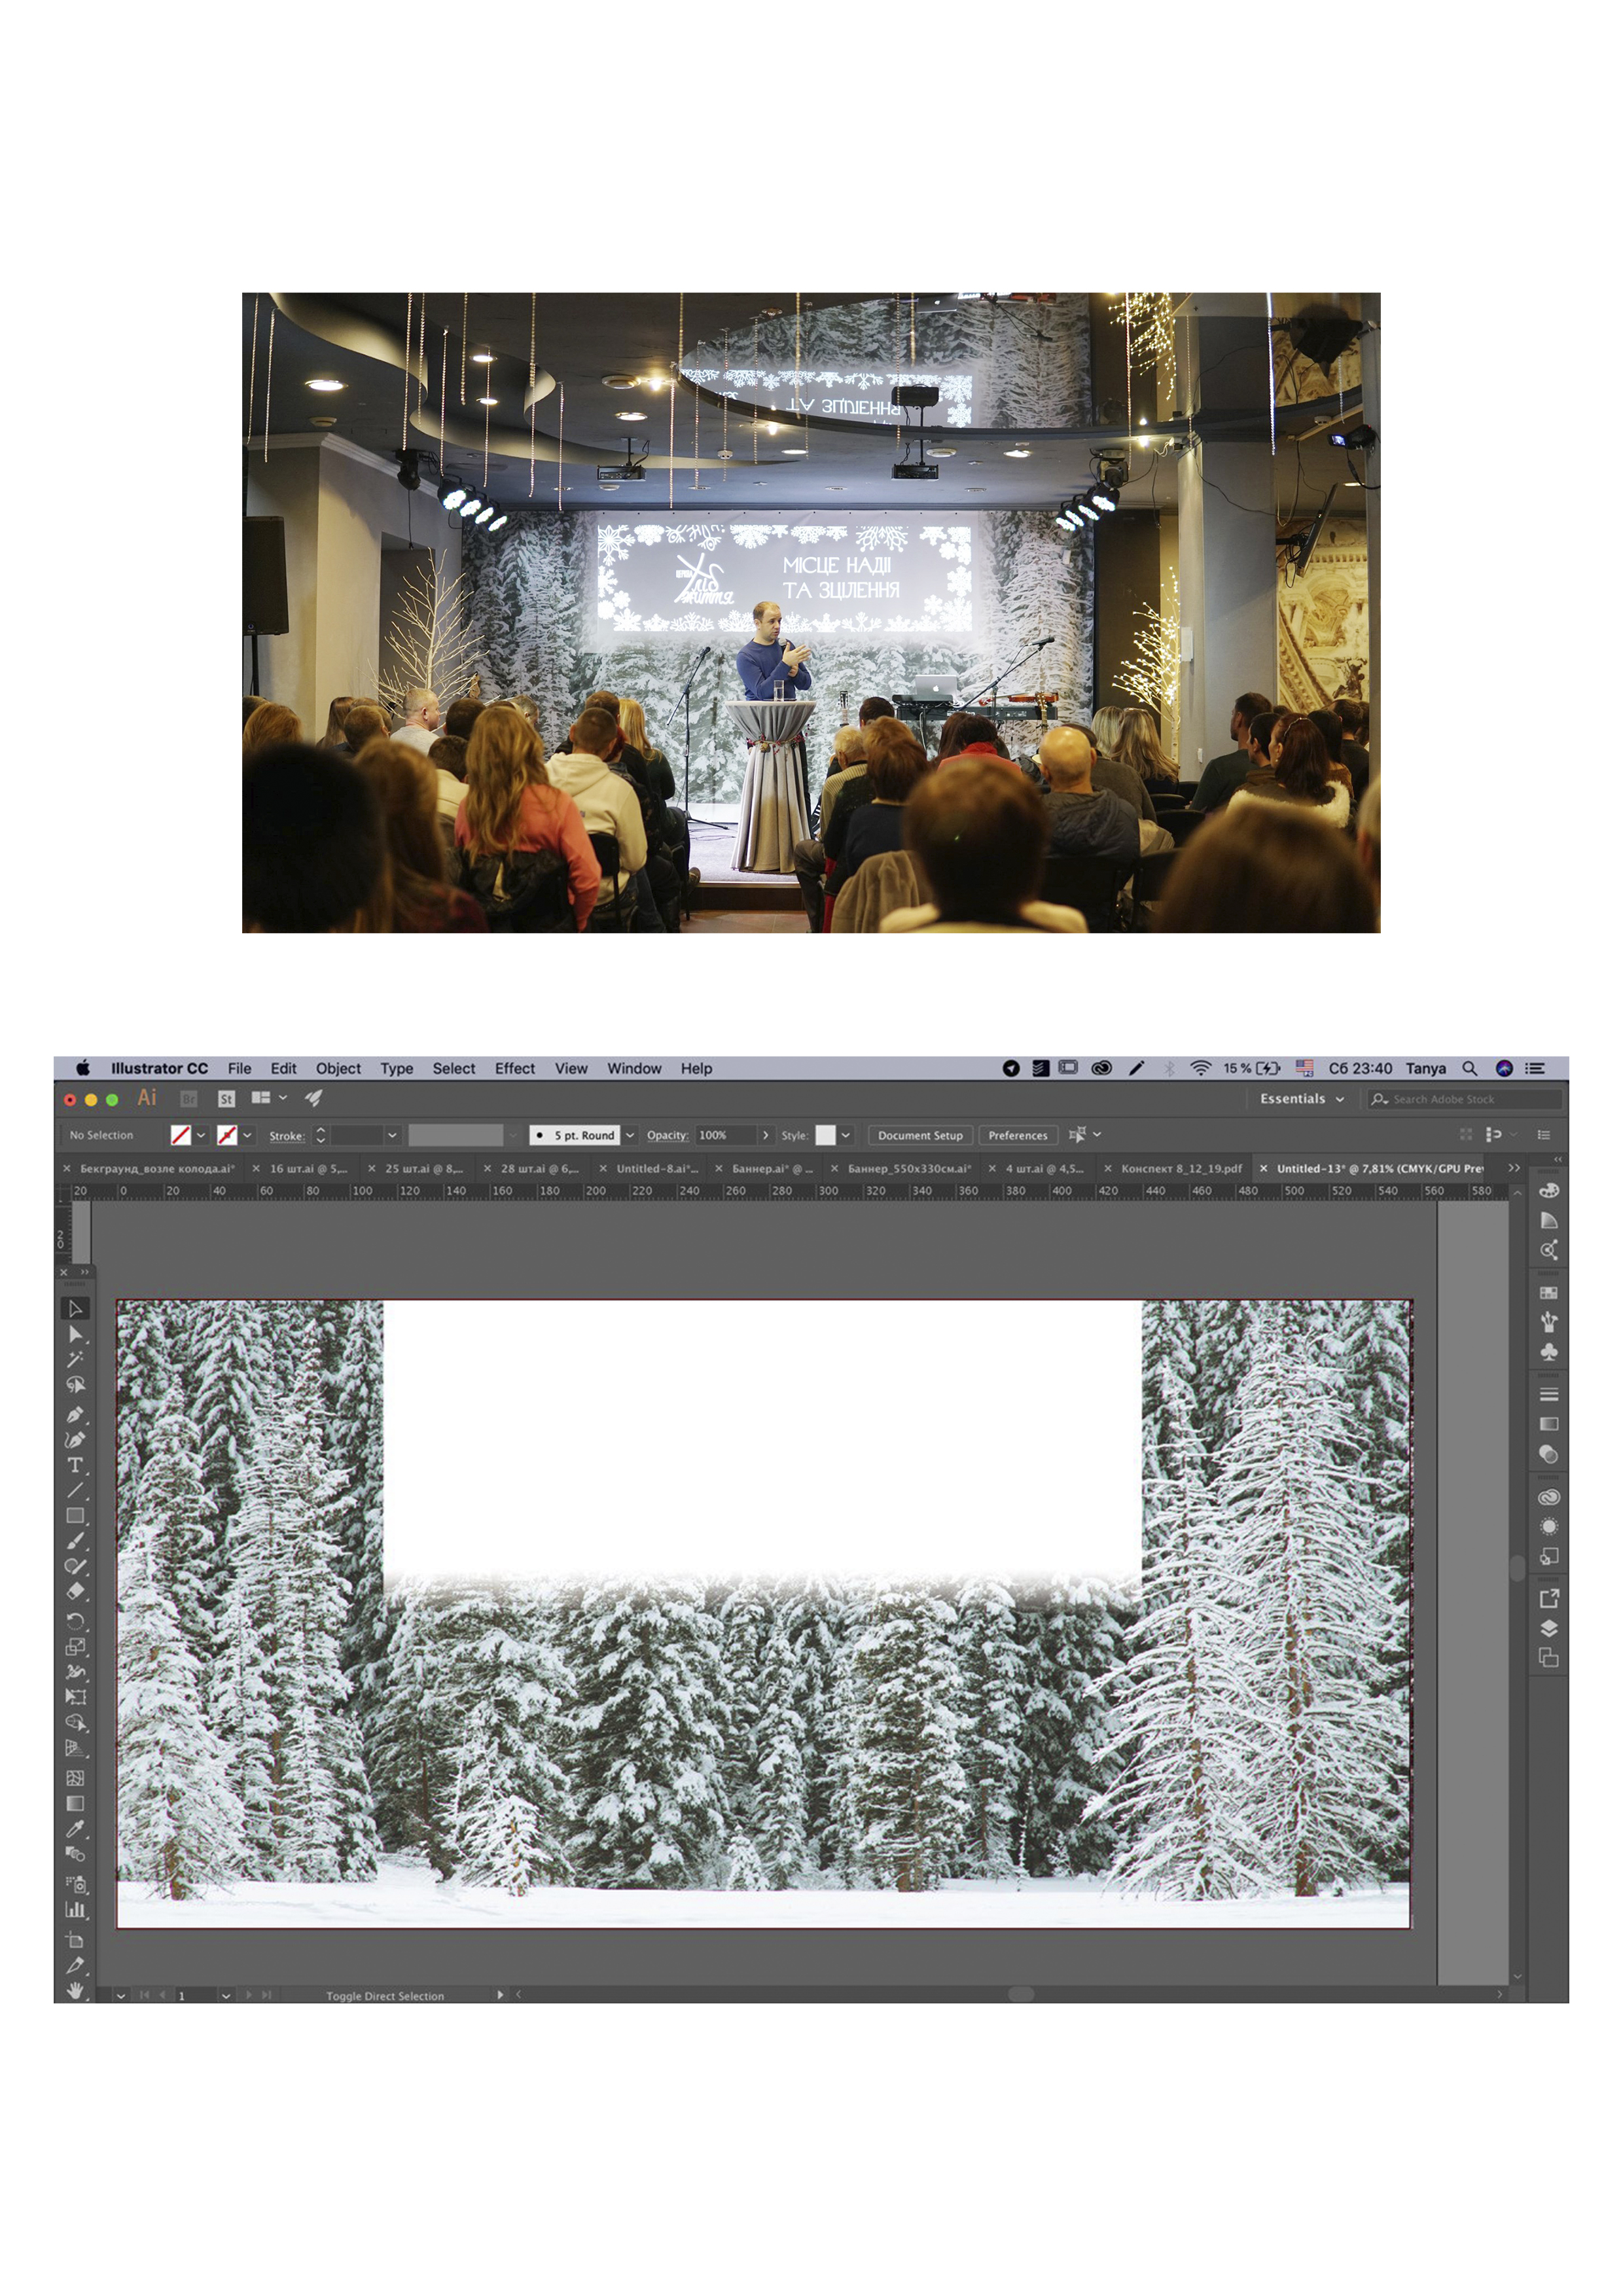 МІСЦЕ НАДІЇ
ТА ЗЦІЛЕННЯ
ТА ЗЦІЛЕННЯ
Хліб
життя
Illustrator CC File Edit Object Type Select Effect View Window Help 15 % Сб 23:40 Tanya
Ai Br St Essentials Search Adobe Stock
No Selection Stroke: 5 pt. Round Opacity: 100% Style: Document Setup Preferences
Бекграунд_возле колода.ai* 16 шт.ai @ 5,... 25 шт.ai @ 8,... 28 шт.ai @ 6,... Untitled-8.ai*... Баннер.ai* @ ... Баннер_550х330см.ai* 4 шт.ai @ 4,5... Конспект 8_12_19.pdf Untitled-13* @ 7,81% (CMYK/GPU Pre
20 0 20 40 60 80 100 120 140 160 180 200 220 240 260 280 300 320 340 360 380 400 420 440 460 480 500 520 540 560 580
20
1 Toggle Direct Selection